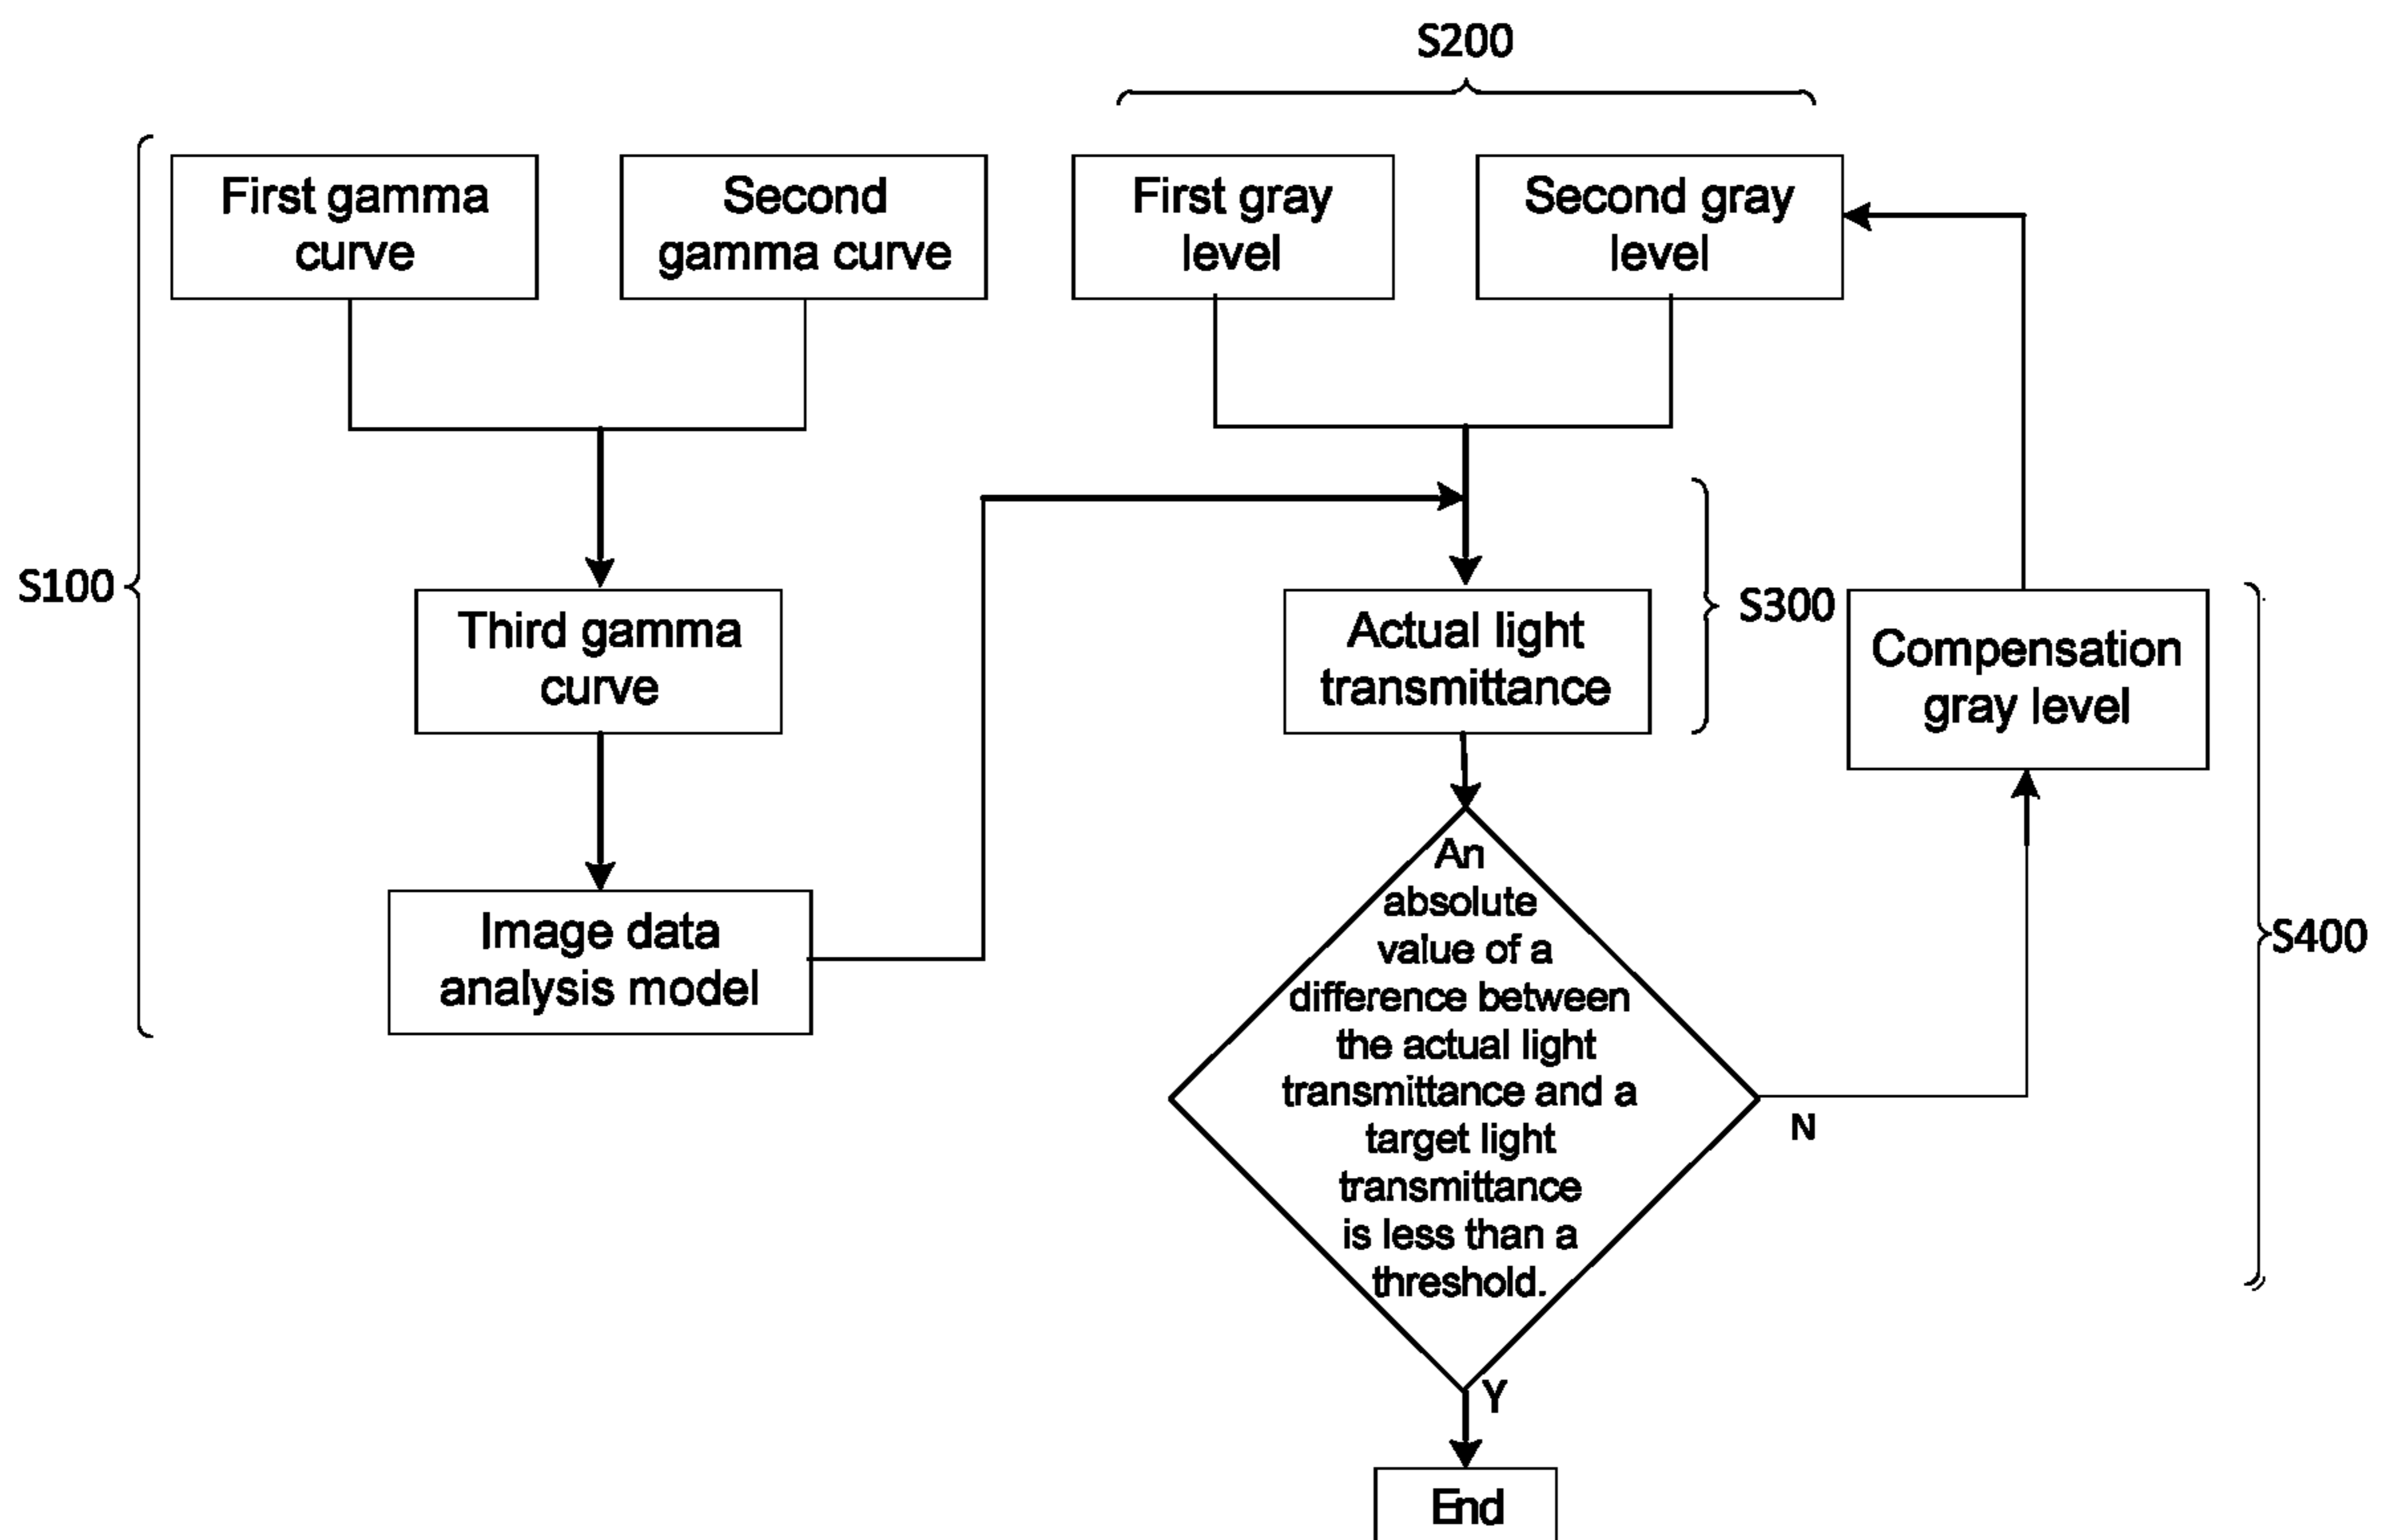 S200
First gamma
curve
Second
gamma curve
First gray
level
Second gray
level
S100
Third gamma
curve
Actual light
transmittance
S300
Compensation
gray level
Image data
analysis model
An
absolute
value of a
difference between
the actual light
transmittance and a
target light
transmittance
is less than a
threshold.
S400
N
Y
End